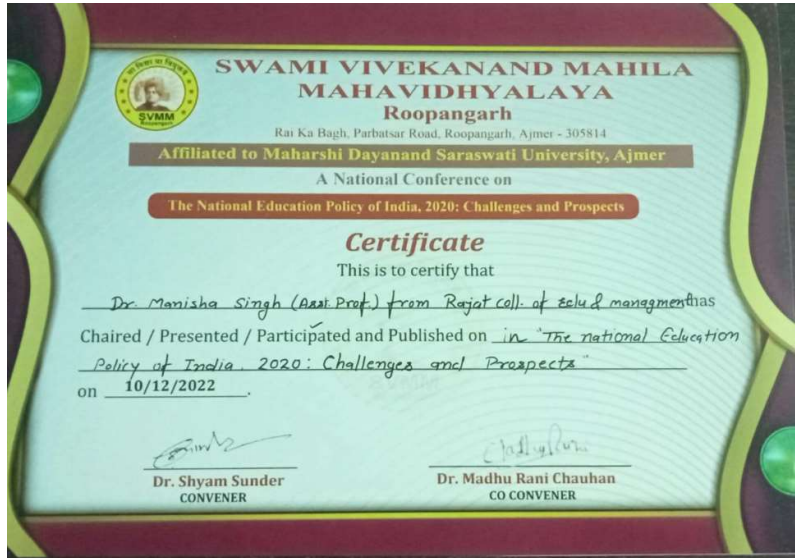 SVMM
Roopangarh
SWAMI VIVEKANAND MAHILA
MAHAVIDHYALAYA
Roopangarh
Rai Ka Bagh, Parbatsar Road, Roopangarh, Ajmer - 305814
Affiliated to Maharshi Dayanand Saraswati University, Ajmer
A National Conference on
The National Education Policy of India, 2020: Challenges and Prospects
Certificate
This is to certify that
Dr. Manisha Singh (Asst. Prof.) from Rajat coll. of Edu & managment has
Chaired / Presented / Participated and Published on in "The national Education
Policy of India. 2020: Challenges and Prospects"
on 10/12/2022.
Dr. Shyam Sunder
CONVENER
Dr. Madhu Rani Chauhan
CO CONVENER